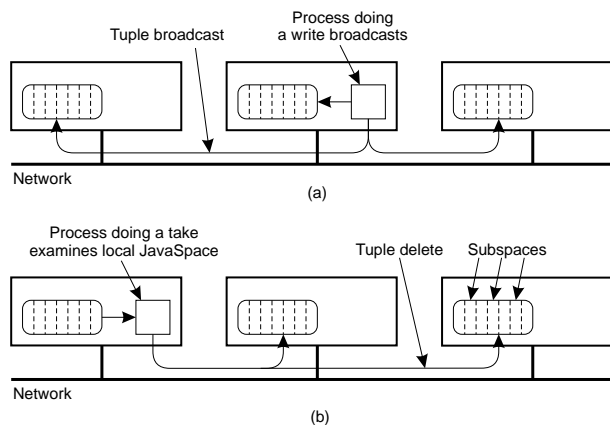 Process doing
a write broadcasts
Tuple broadcast
Network
(a)
Process doing a take
examines local JavaSpace
Tuple delete
Subspaces
Network
(b)